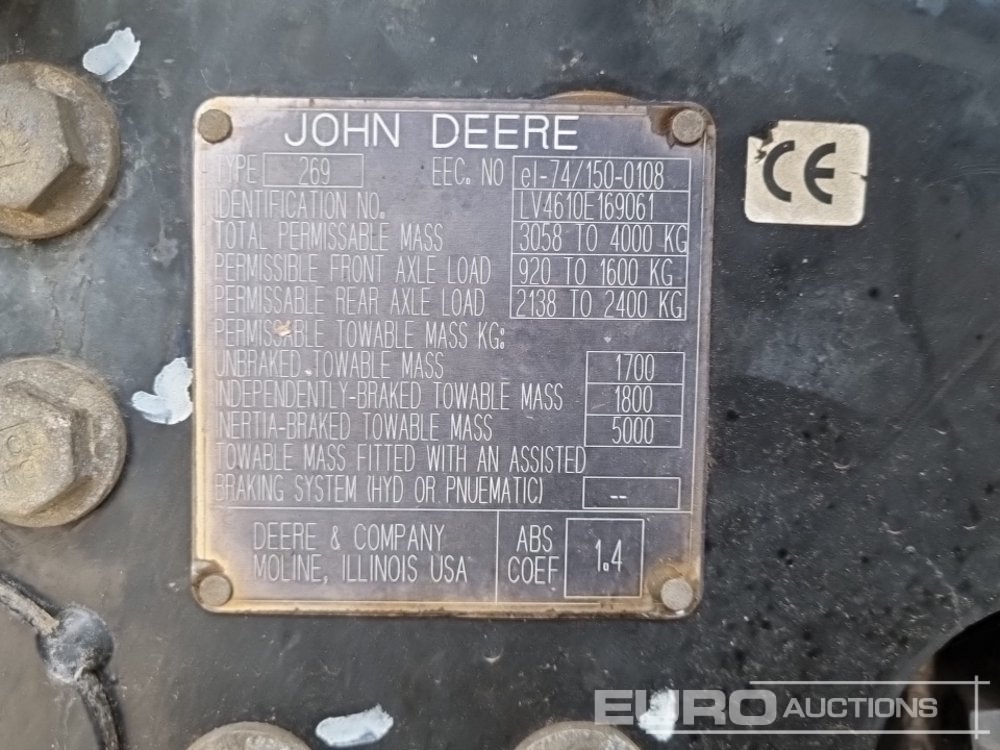 JOHN DEERE
TYPE 269 EEC. NO e1-74/150-0108
IDENTIFICATION NO. LV4610E169061
TOTAL PERMISSABLE MASS 3058 TO 4000 KG
PERMISSIBLE FRONT AXLE LOAD 920 TO 1600 KG
PERMISSABLE REAR AXLE LOAD 2138 TO 2400 KG
PERMISSABLE TOWABLE MASS KG:
UNBRAKED TOWABLE MASS 1700
INDEPENDENTLY-BRAKED TOWABLE MASS 1800
INERTIA-BRAKED TOWABLE MASS 5000
TOWABLE MASS FITTED WITH AN ASSISTED
BRAKING SYSTEM (HYD OR PNUEMATIC) --
DEERE & COMPANY
MOLINE, ILLINOIS USA
ABS
COEF
1.4
CE
EURO AUCTIONS